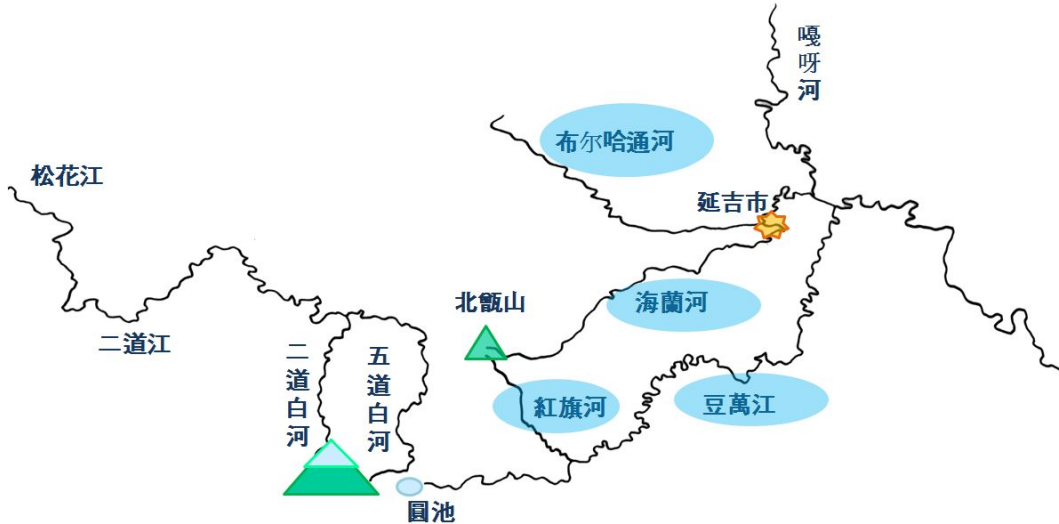 嘎呀河
布尔哈通河
松花江
延吉市
北甑山
海蘭河
二道江
二道白河
五道白河
紅旗河
豆萬江
圓池